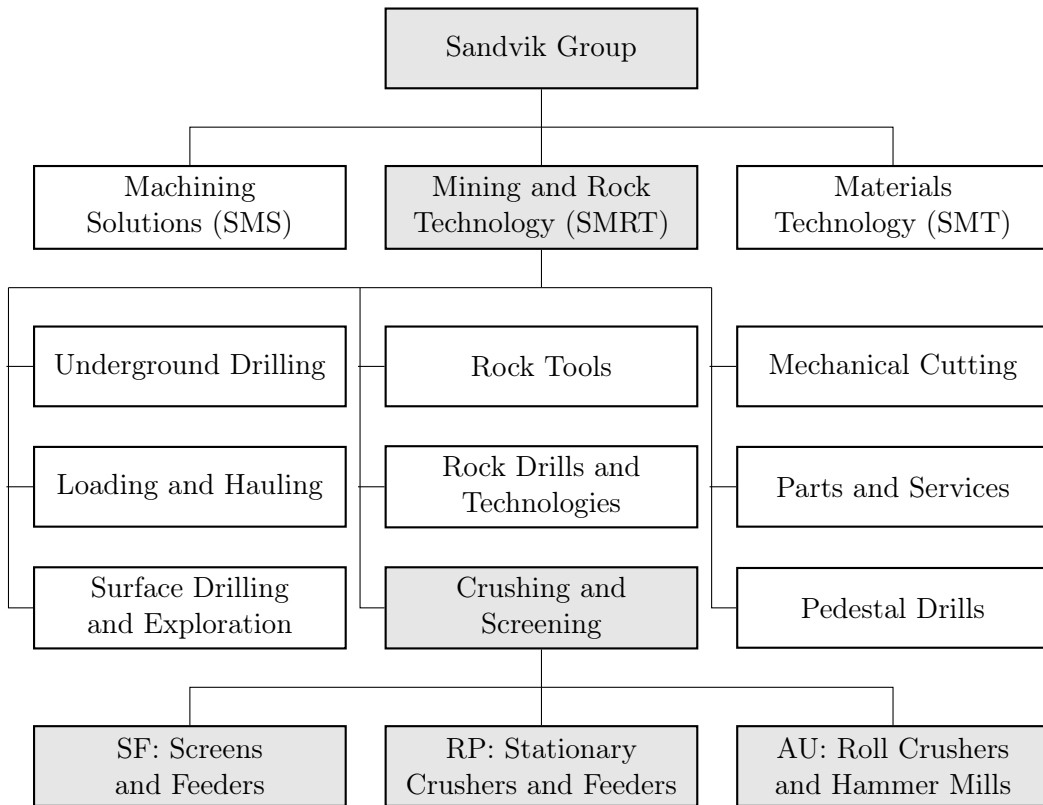 Sandvik Group
Machining
Solutions (SMS)
Mining and Rock
Technology (SMRT)
Materials
Technology (SMT)
Underground Drilling
Rock Tools
Mechanical Cutting
Loading and Hauling
Rock Drills and
Technologies
Parts and Services
Surface Drilling
and Exploration
Crushing and
Screening
Pedestal Drills
SF: Screens
and Feeders
RP: Stationary
Crushers and Feeders
AU: Roll Crushers
and Hammer Mills